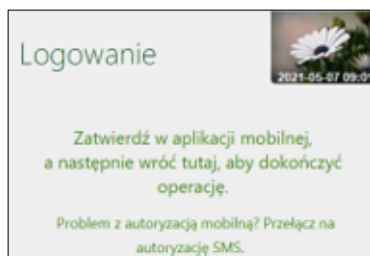 Logowanie
2021-05-07 09:0
Zatwierdź w aplikacji mobilnej,
a następnie wróć tutaj, aby dokończyć
operację.
Problem z autoryzacją mobilną? Przełącz na
autoryzację SMS.